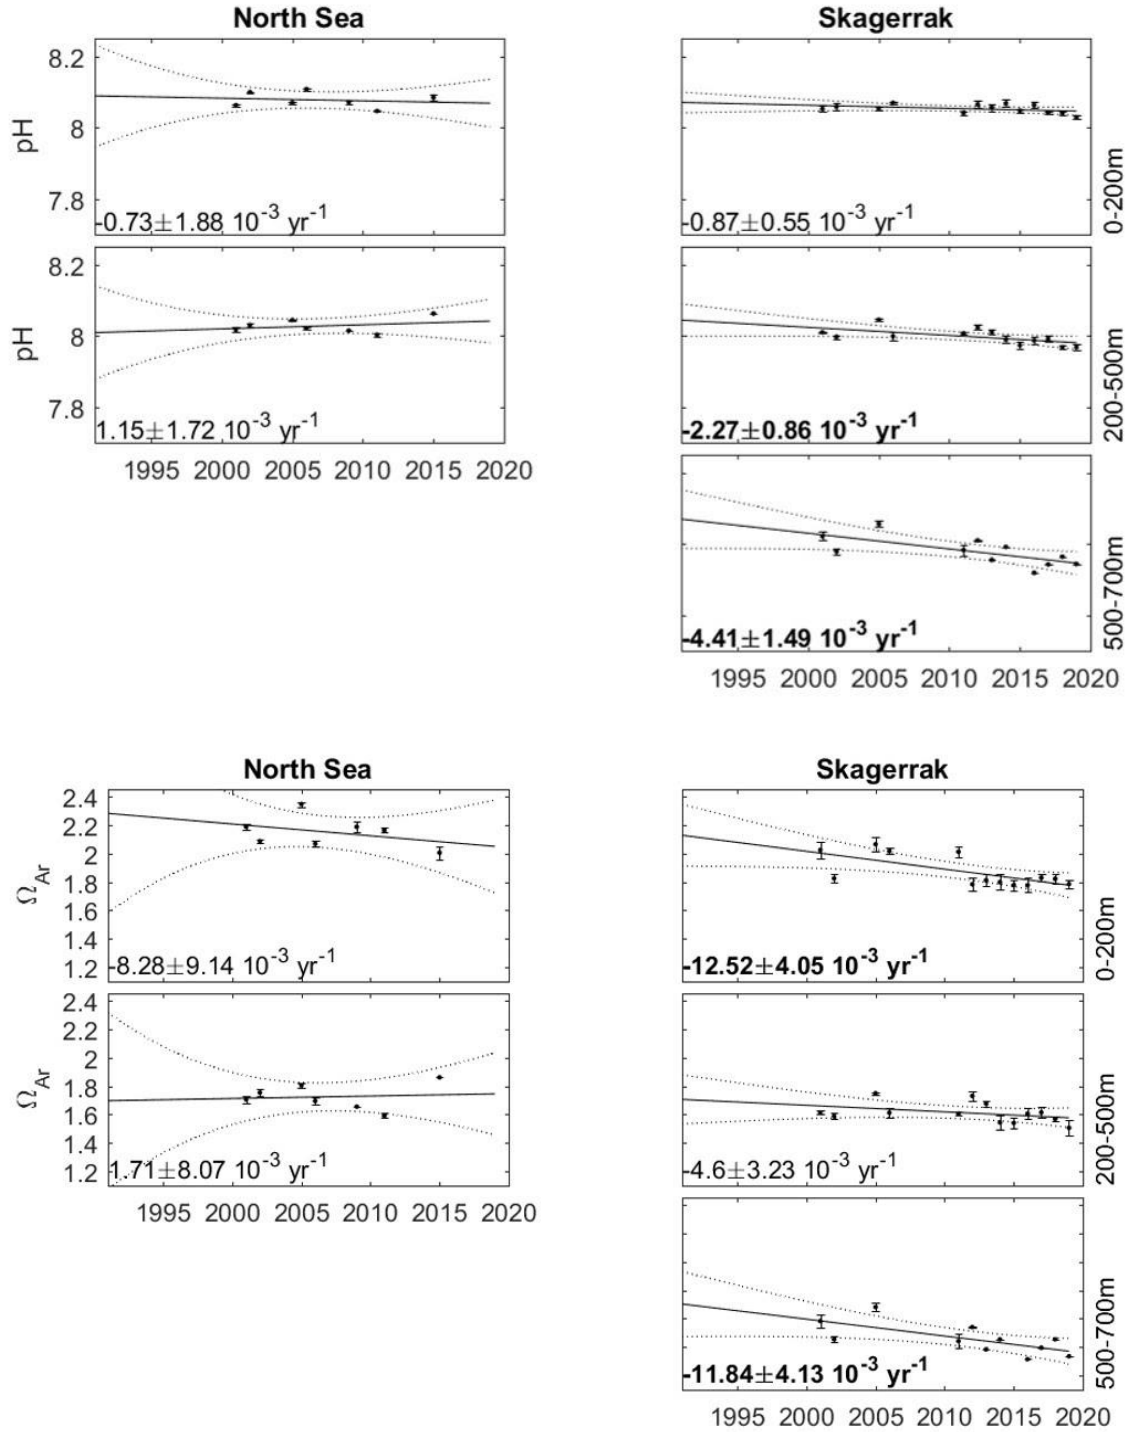 North Sea
Skagerrak
8.2
8
7.8
pH
-0.73±1.88 10⁻³ yr⁻¹
-0.87±0.55 10⁻³ yr⁻¹
0-200m
8.2
8
7.8
pH
1.15±1.72 10⁻³ yr⁻¹
-2.27±0.86 10⁻³ yr⁻¹
200-500m
1995 2000 2005 2010 2015 2020
-4.41±1.49 10⁻³ yr⁻¹
500-700m
1995 2000 2005 2010 2015 2020
North Sea
Skagerrak
2.4
2.2
2
1.8
1.6
1.4
1.2
Ω_Ar
-8.28±9.14 10⁻³ yr⁻¹
-12.52±4.05 10⁻³ yr⁻¹
0-200m
2.4
2.2
2
1.8
1.6
1.4
1.2
Ω_Ar
1.71±8.07 10⁻³ yr⁻¹
-4.6±3.23 10⁻³ yr⁻¹
200-500m
1995 2000 2005 2010 2015 2020
-11.84±4.13 10⁻³ yr⁻¹
500-700m
1995 2000 2005 2010 2015 2020